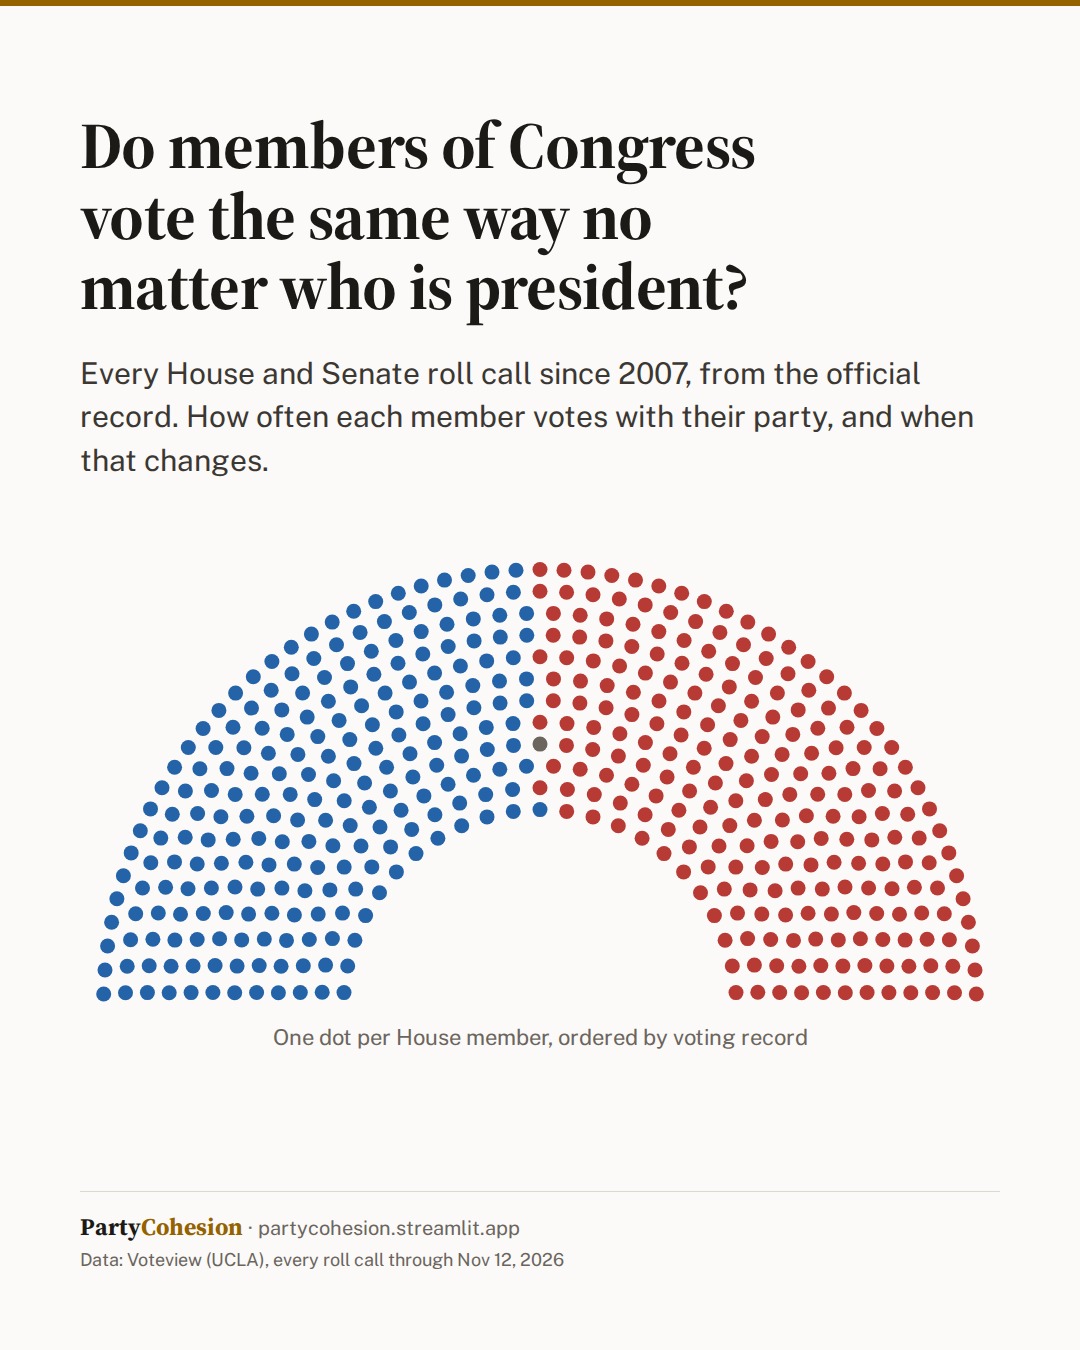 Do members of Congress
vote the same way no
matter who is president?
Every House and Senate roll call since 2007, from the official
record. How often each member votes with their party, and when
that changes.
One dot per House member, ordered by voting record
PartyCohesion · partycohesion.streamlit.app
Data: Voteview (UCLA), every roll call through Nov 12, 2026